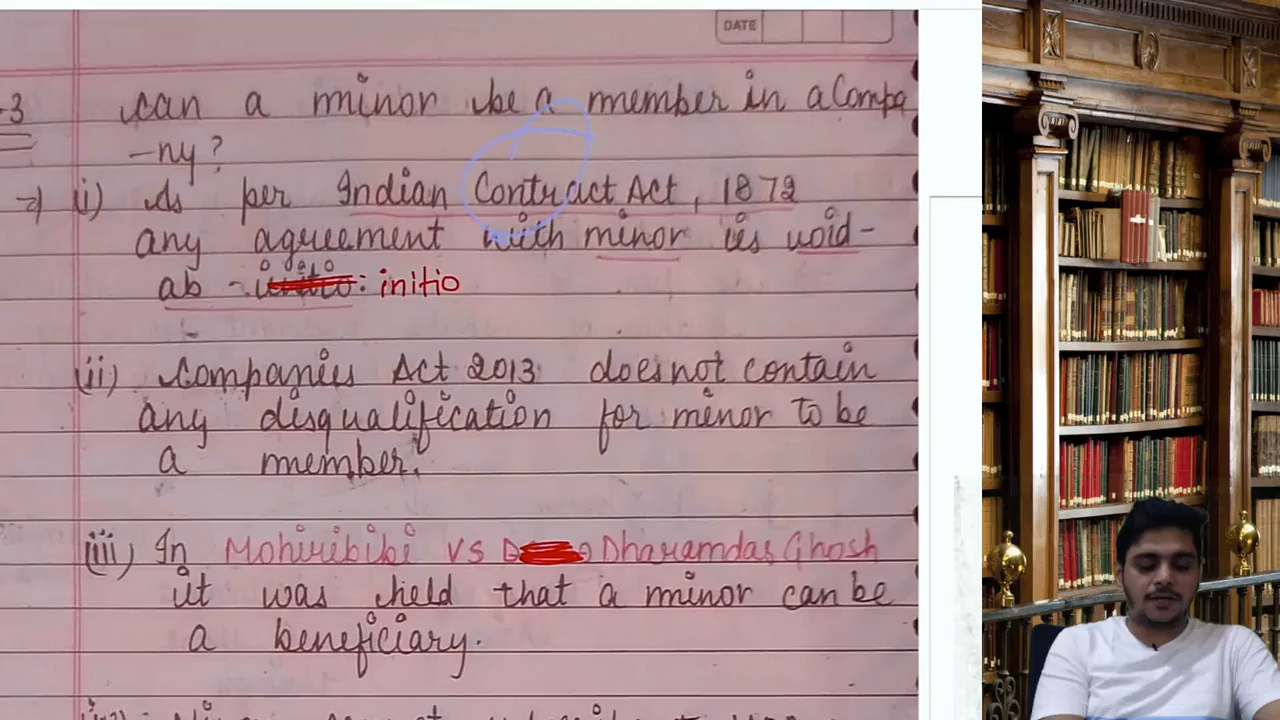 DATE
-3 can a minor be a member in a Compa
-ny?
=) (i) As per Indian Contract Act, 1872
any agreement with minor is void-
ab - initio: initio
(ii) Companies Act 2013 does not contain
any disqualification for minor to be
a member.
(iii) In Mohiribibi VS D Dharamdas Ghosh
it was held that a minor can be
a beneficiary.